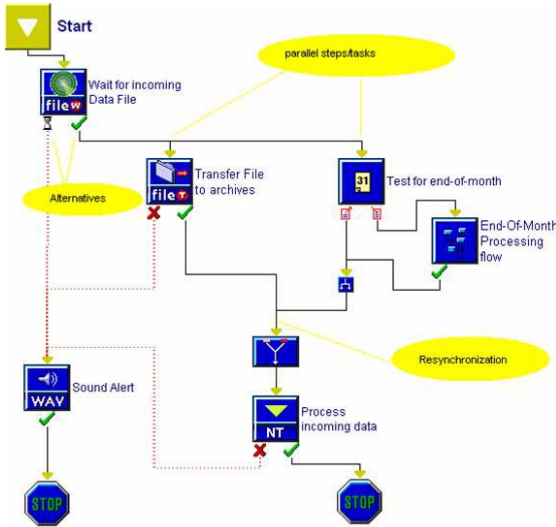 Start
parallel steps/tasks
Wait for incoming
Data File
file W
Alternatives
Transfer File
to archives
file T
31
Test for end-of-month
End-Of-Month
Processing
flow
Resynchronization
Sound Alert
WAV
Process
incoming data
NT
STOP
STOP